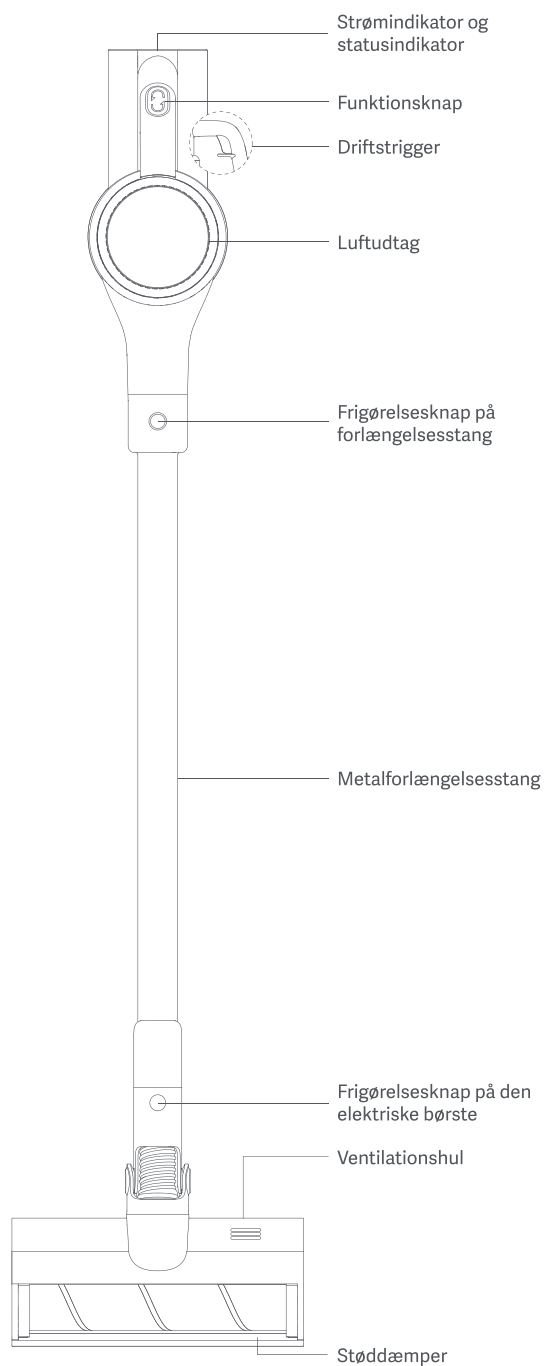 Strømindikator og
statusindikator
Funktionsknap
Driftstrigger
Luftudtag
Frigørelsesknap på
forlængelsesstang
Metalforlængelsesstang
Frigørelsesknap på den
elektriske børste
Ventilationshul
Støddæmper